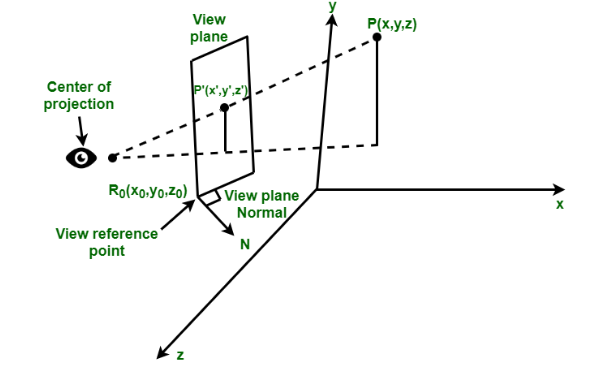 View
plane
y
P(x,y,z)
Center of
projection
P'(x',y',z')
R₀(x₀,y₀,z₀)
View plane
Normal
x
View reference
point
N
z